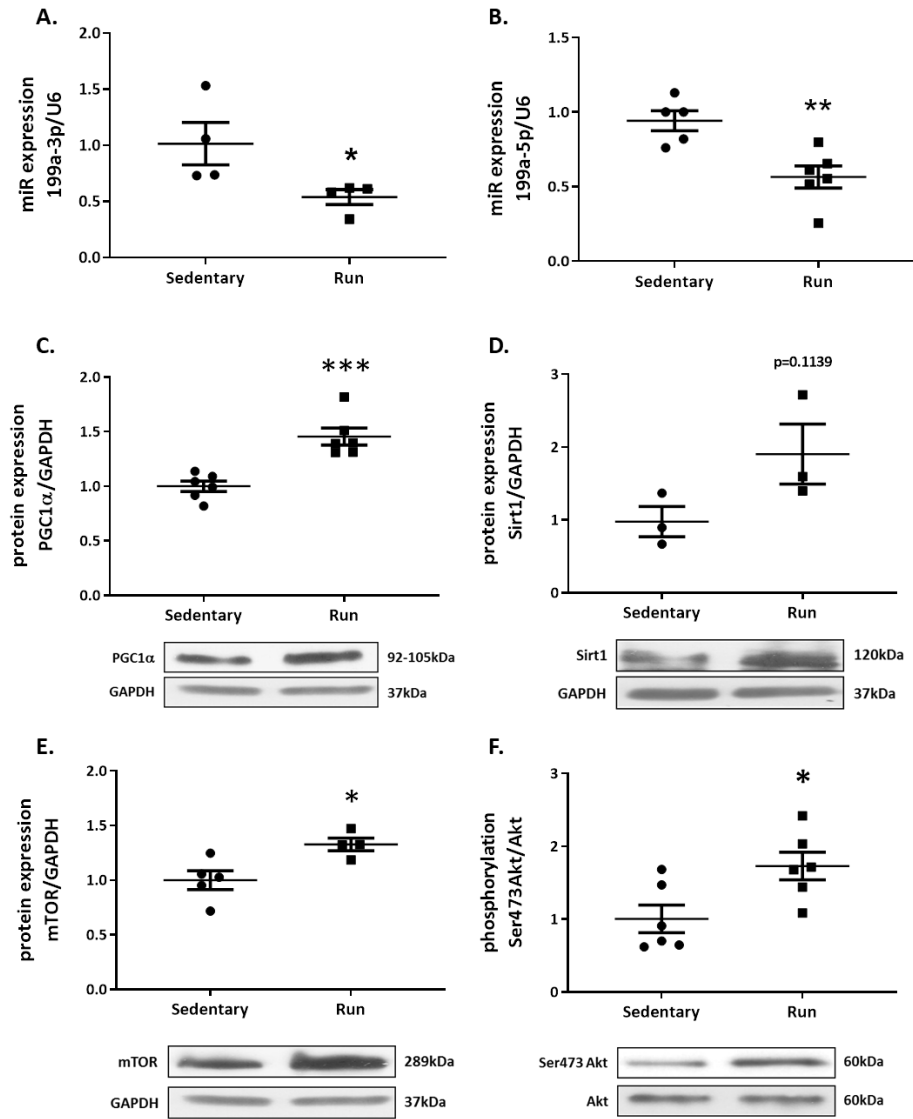 A.
miR expression
199a-3p/U6
2.0
1.5
1.0
0.5
0.0
*
Sedentary
Run
B.
miR expression
199a-5p/U6
1.5
1.0
0.5
0.0
**
Sedentary
Run
C.
protein expression
PGC1α/GAPDH
2.0
1.5
1.0
0.5
0.0
***
Sedentary
Run
PGC1α
92-105kDa
GAPDH
37kDa
D.
protein expression
Sirt1/GAPDH
3
2
1
0
p=0.1139
Sedentary
Run
Sirt1
120kDa
GAPDH
37kDa
E.
protein expression
mTOR/GAPDH
2.0
1.5
1.0
0.5
0.0
*
Sedentary
Run
mTOR
289kDa
GAPDH
37kDa
F.
phosphorylation
Ser473Akt/Akt
3
2
1
0
*
Sedentary
Run
Ser473 Akt
60kDa
Akt
60kDa